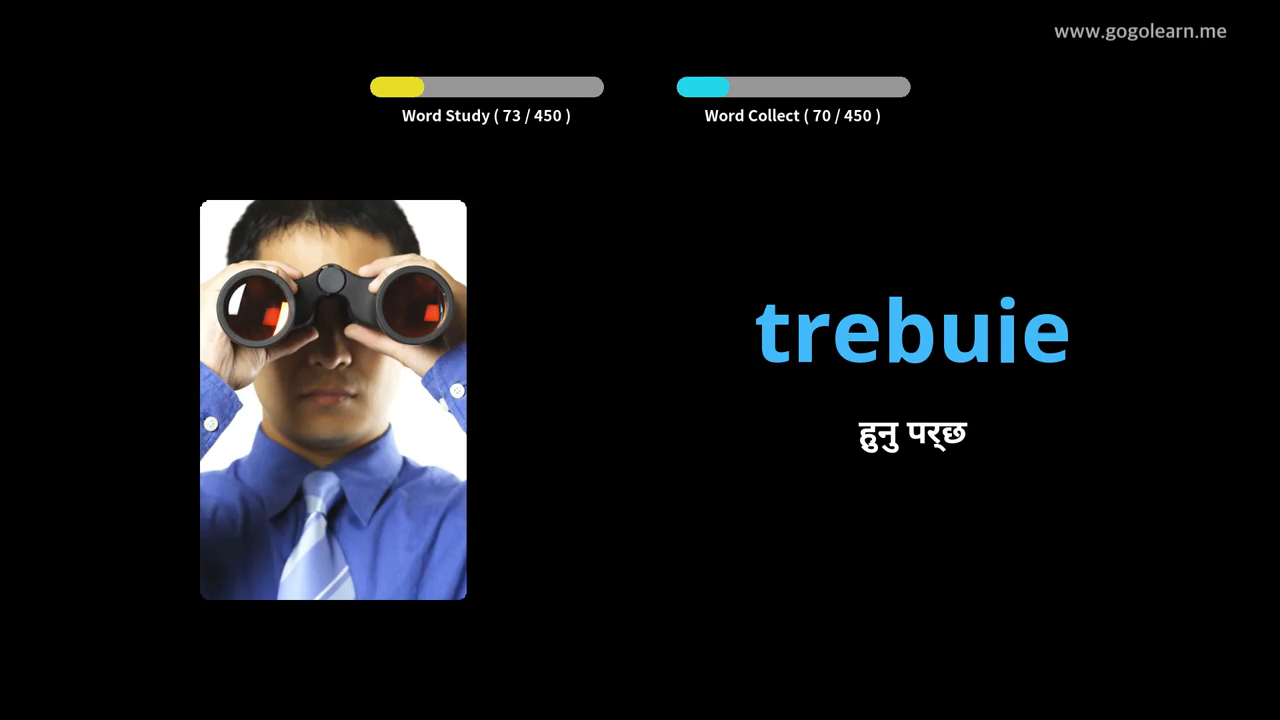 www.gogolearn.me
Word Study ( 73 / 450 )
Word Collect ( 70 / 450 )
trebuie
हुनु पर्छ